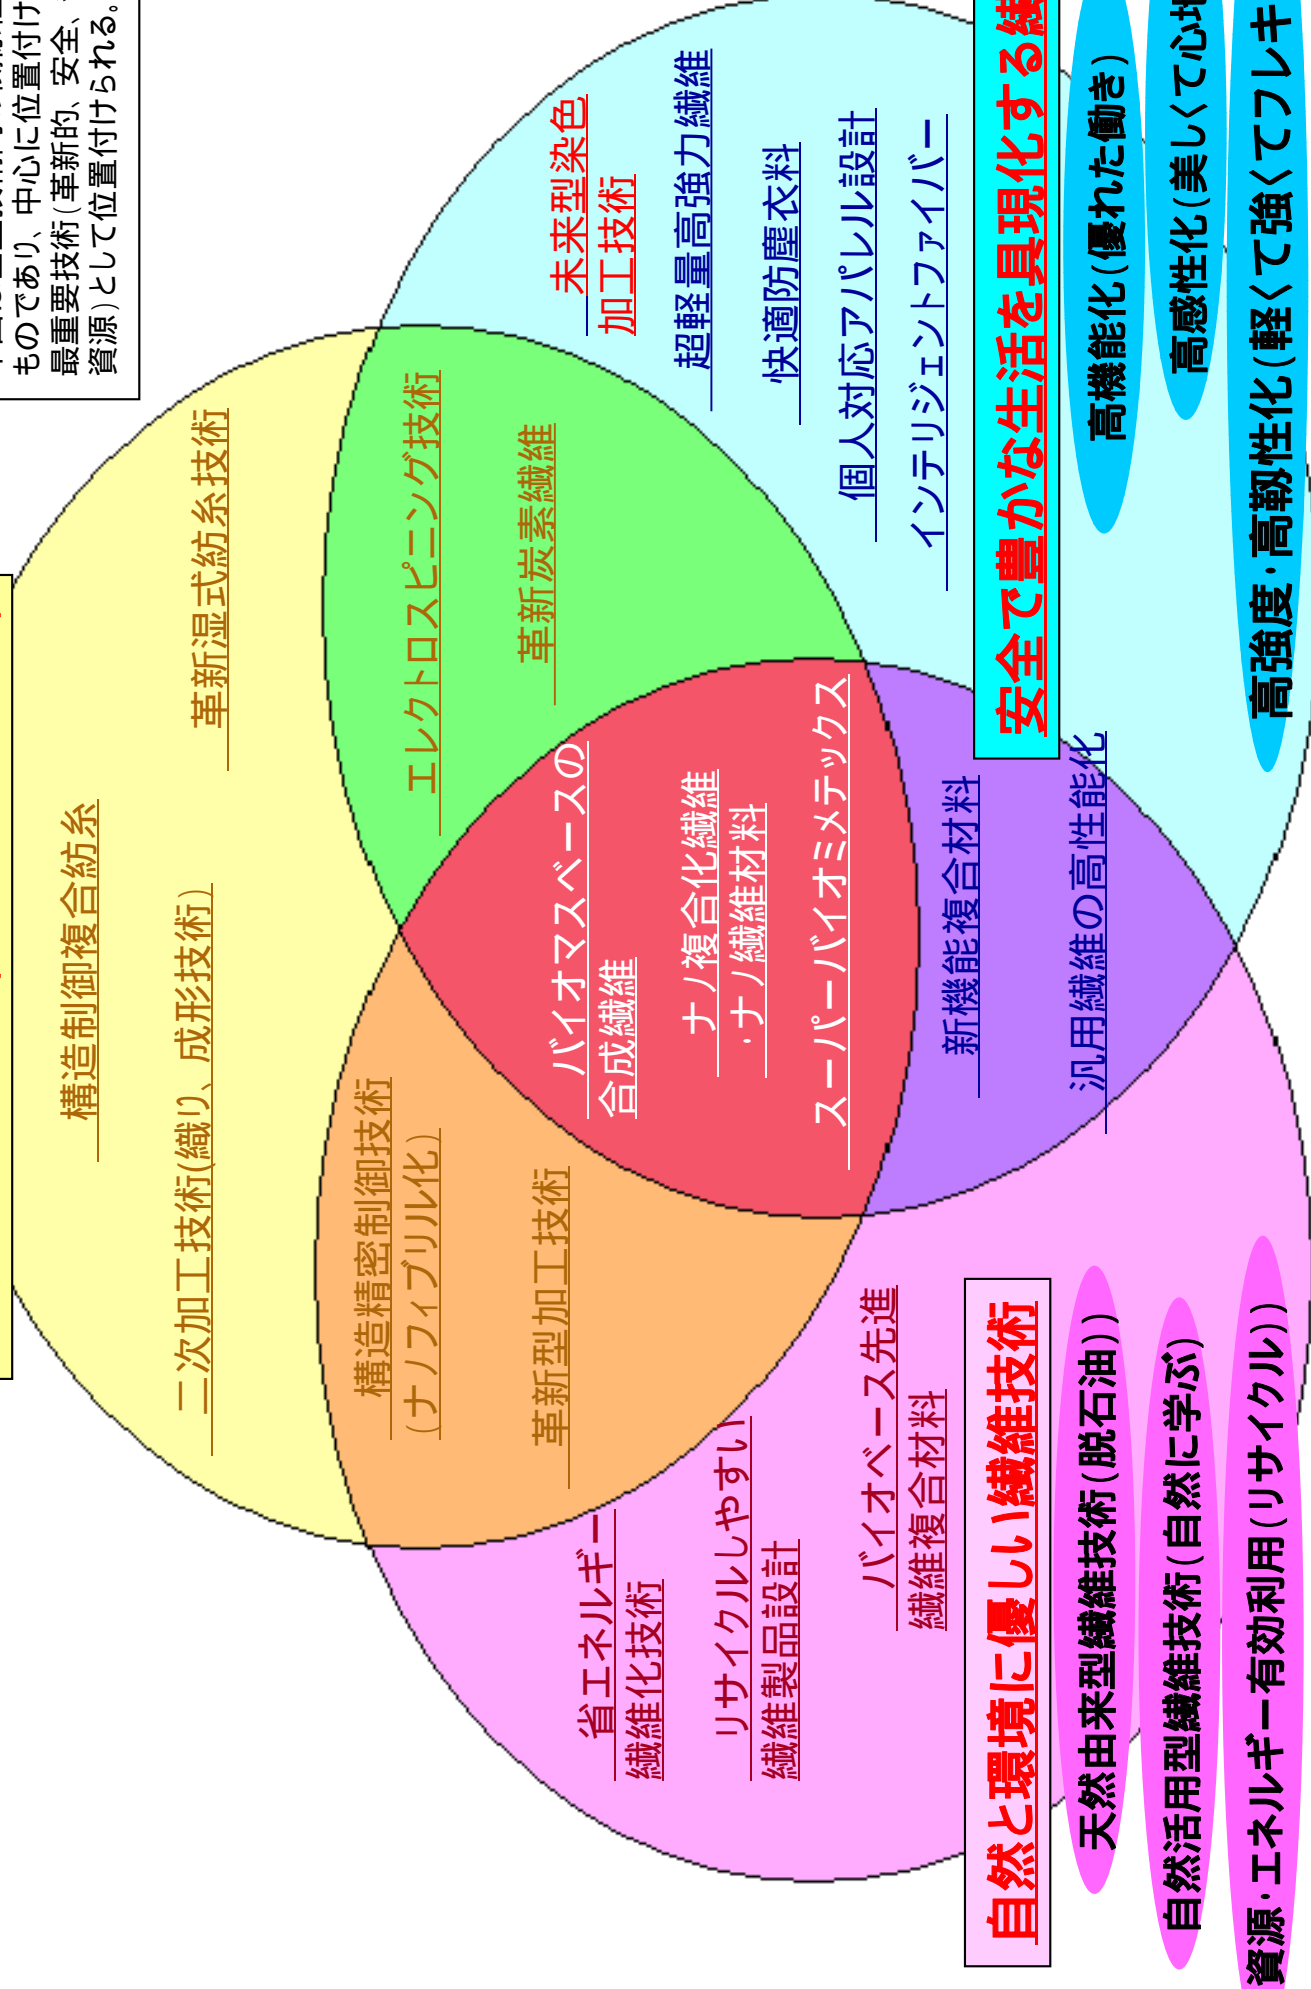 ものであり、中心に位置付け
最重要技術(革新的、安全、
資源)として位置付けられる。
構造制御複合紡糸
二次加工技術(織り、成形技術)
革新湿式紡糸技術
構造精密制御技術
(ナノフィブリル化)
革新型加工技術
エレクトロスピニング技術
革新炭素繊維
バイオマスベースの
合成繊維
ナノ複合化繊維
・ナノ繊維材料
スーパーバイオミメテックス
省エネルギー
繊維化技術
リサイクルしやすい
繊維製品設計
バイオベース先進
繊維複合材料
新機能複合材料
汎用繊維の高性能化
未来型染色
加工技術
超軽量高強力繊維
快適防塵衣料
個人対応アパレル設計
インテリジェントファイバー
自然と環境に優しい繊維技術
天然由来型繊維技術(脱石油))
自然活用型繊維技術(自然に学ぶ)
資源・エネルギー有効利用(リサイクル))
安全で豊かな生活を具現化する繊
高機能化(優れた働き)
高感性化(美しくて心地
高強度・高靱性化(軽くて強くてフレキ